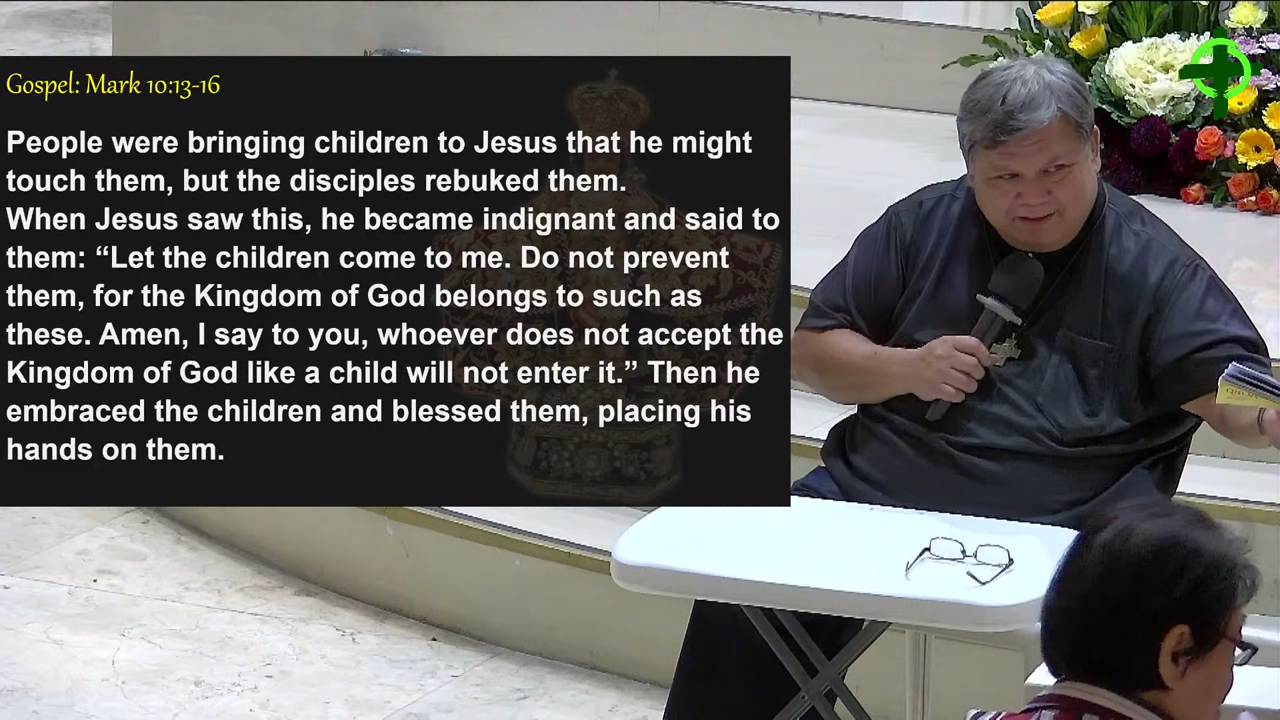 Gospel: Mark 10:13-16
People were bringing children to Jesus that he might
touch them, but the disciples rebuked them.
When Jesus saw this, he became indignant and said to
them: “Let the children come to me. Do not prevent
them, for the Kingdom of God belongs to such as
these. Amen, I say to you, whoever does not accept the
Kingdom of God like a child will not enter it.” Then he
embraced the children and blessed them, placing his
hands on them.